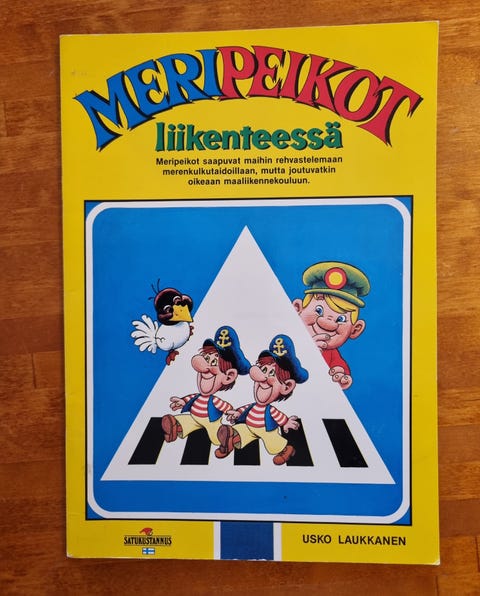 MERIPEIKOT
liikenteessä
Meripeikot saapuvat maihin rehvastelemaan
merenkulkutaidoillaan, mutta joutuvatkin
oikeaan maaliikennekouluun.
SATUKUSTANNUS
USKO LAUKKANEN